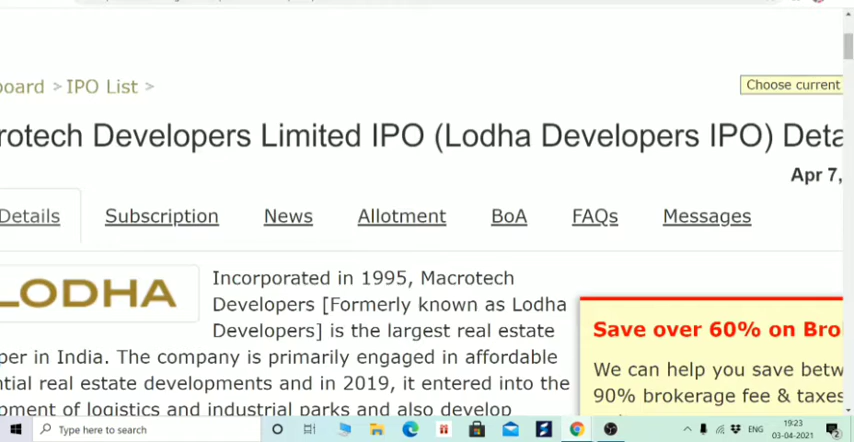 board > IPO List >
Choose current
rotech Developers Limited IPO (Lodha Developers IPO) Deta
Apr 7,
Details Subscription News Allotment BoA FAQs Messages
LODHA
Incorporated in 1995, Macrotech
Developers [Formerly known as Lodha
Developers] is the largest real estate
per in India. The company is primarily engaged in affordable
ntial real estate developments and in 2019, it entered into the
pment of logistics and industrial parks and also develop
Save over 60% on Bro
We can help you save betw
90% brokerage fee & taxes
Type here to search
ENG
19:23
03-04-2021
2